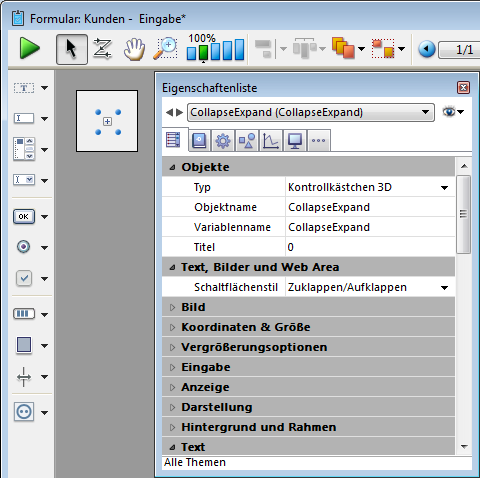 Formular: Kunden - Eingabe*
100%
1/1
T
I
I
OK
Eigenschaftenliste
CollapseExpand (CollapseExpand)
Objekte
Typ Kontrollkästchen 3D
Objektname CollapseExpand
Variablenname CollapseExpand
Titel 0
Text, Bilder und Web Area
Schaltflächenstil Zuklappen/Aufklappen
Bild
Koordinaten & Größe
Vergrößerungsoptionen
Eingabe
Anzeige
Darstellung
Hintergrund und Rahmen
Text
Alle Themen